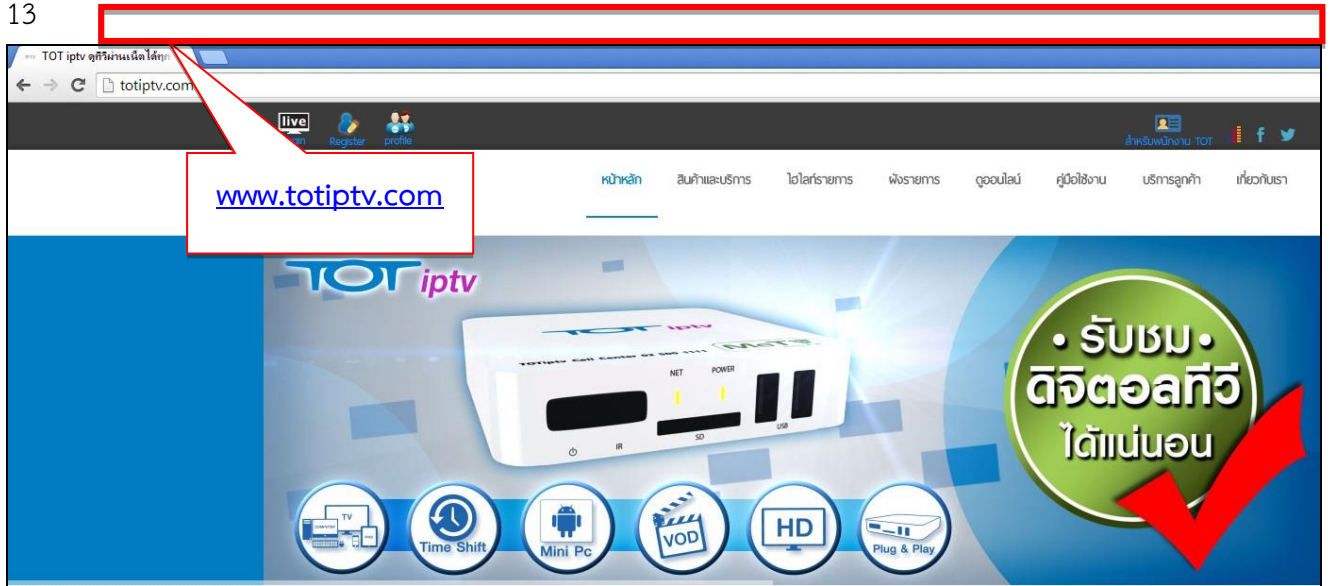 13
TOT iptv ดูทีวีผ่านเน็ตได้ทุก
totiptv.com
live
Register
profile
สำหรับพนักงาน TOT
www.totiptv.com
หน้าหลัก สินค้าและบริการ ไฮไลท์รายการ ผังรายการ ดูออนไลน์ คู่มือใช้งาน บริการลูกค้า เกี่ยวกับเรา
TOT iptv
TOT iptv
TOTiptv Call Center 02 500 1111
NET POWER
IR SD USB
• รับชม •
ดิจิตอลทีวี
ได้แน่นอน
TV
COMPUTER
Time Shift
Mini Pc
VOD
HD
Plug & Play